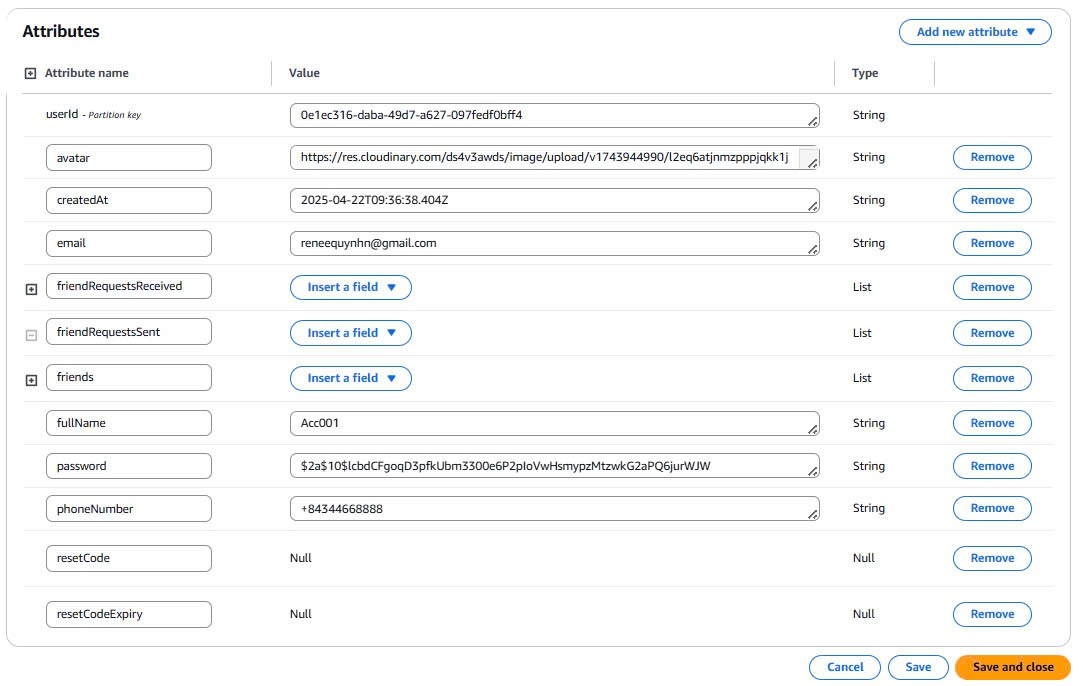 Attributes
Add new attribute
Attribute name Value Type
userId - Partition key 0e1ec316-daba-49d7-a627-097fedf0bff4 String
avatar https://res.cloudinary.com/ds4v3awds/image/upload/v1743944990/l2eq6atjnmzpppjqkk1j String Remove
createdAt 2025-04-22T09:36:38.404Z String Remove
email reneequynhn@gmail.com String Remove
friendRequestsReceived Insert a field List Remove
friendRequestsSent Insert a field List Remove
friends Insert a field List Remove
fullName Acc001 String Remove
password $2a$10$lcbdCFgoqD3pfkUbm3300e6P2pIoVwHsmypzMtzwkG2aPQ6jurWJW String Remove
phoneNumber +84344668888 String Remove
resetCode Null Null Remove
resetCodeExpiry Null Null Remove
Cancel Save Save and close